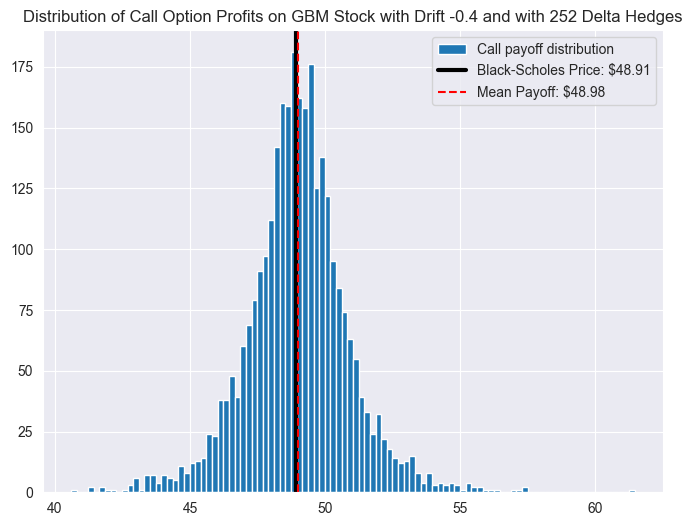 Distribution of Call Option Profits on GBM Stock with Drift -0.4 and with 252 Delta Hedges
Call payoff distribution
Black-Scholes Price: $48.91
Mean Payoff: $48.98
175
150
125
100
75
50
25
0
40 45 50 55 60